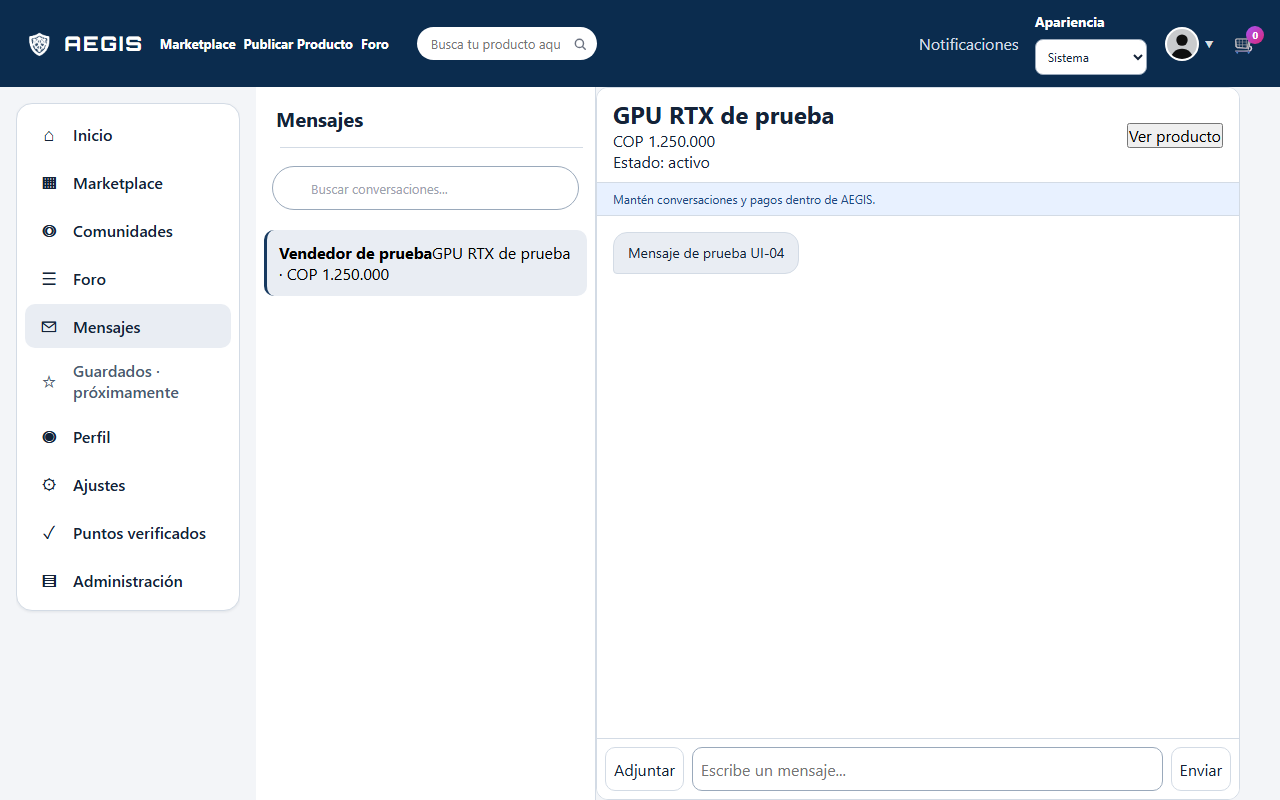 AEGIS
Marketplace Publicar Producto Foro
Busca tu producto aqu
Notificaciones
Apariencia
Sistema
0
Inicio
Marketplace
Comunidades
Foro
Mensajes
Guardados ·
próximamente
Perfil
Ajustes
Puntos verificados
Administración
Mensajes
Buscar conversaciones...
Vendedor de pruebaGPU RTX de prueba
· COP 1.250.000
GPU RTX de prueba
COP 1.250.000
Estado: activo
Ver producto
Mantén conversaciones y pagos dentro de AEGIS.
Mensaje de prueba UI-04
Adjuntar
Escribe un mensaje...
Enviar